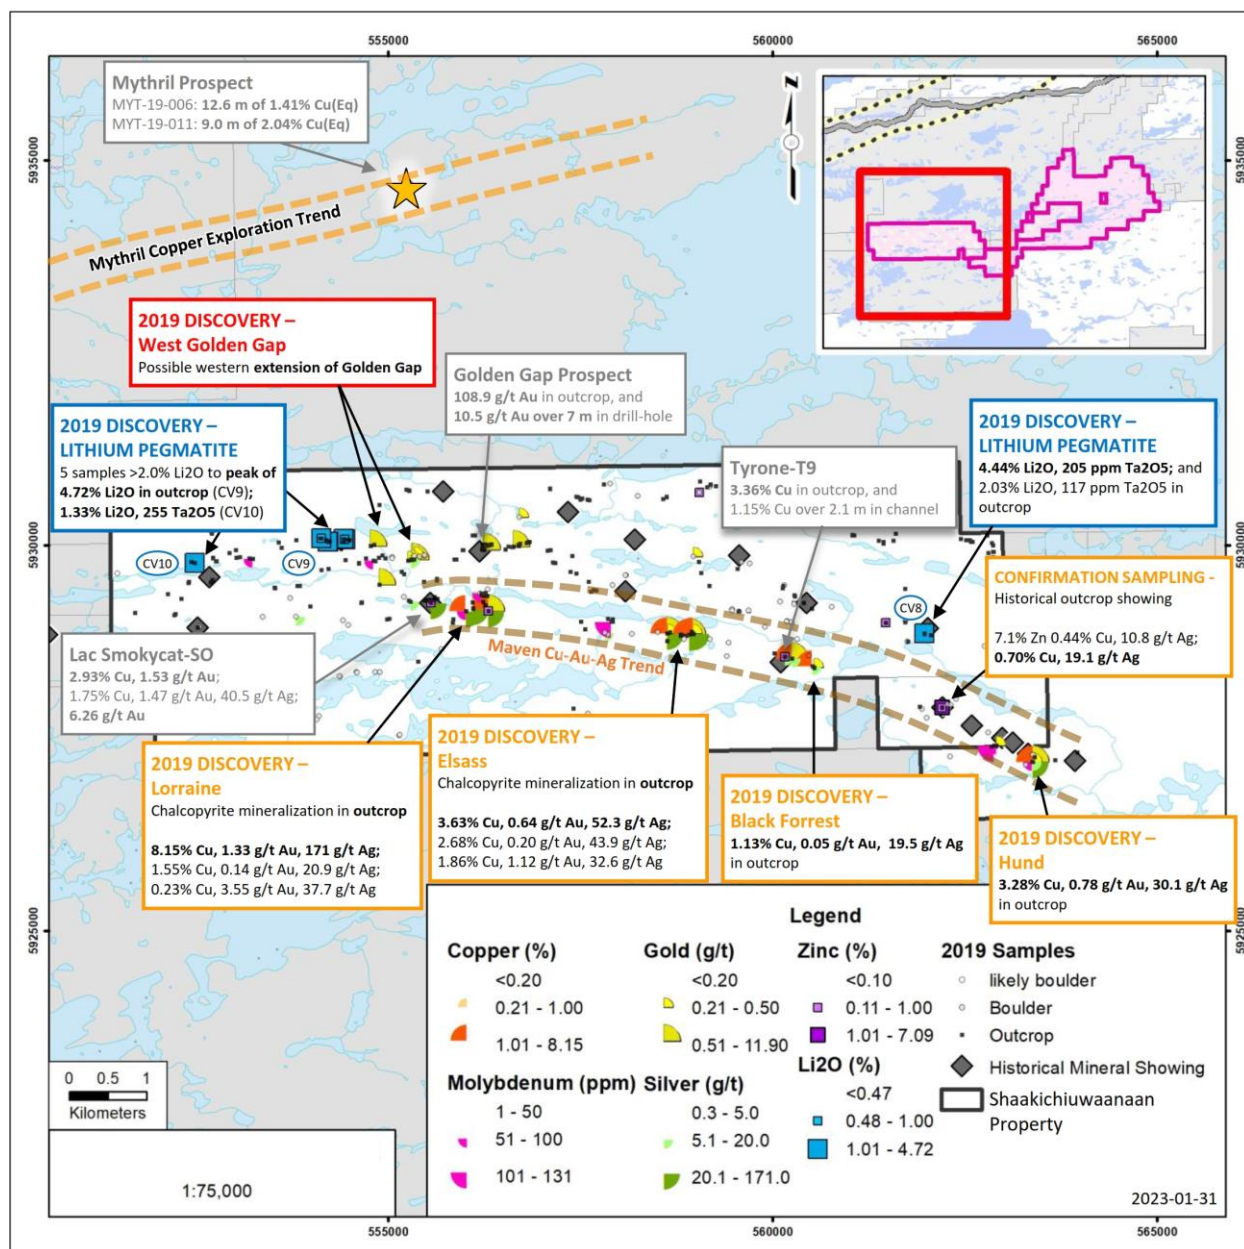 555000
560000
565000
Mythril Prospect
MYT-19-006: 12.6 m of 1.41% Cu(Eq)
MYT-19-011: 9.0 m of 2.04% Cu(Eq)
N
5935000
5935000
Mythril Copper Exploration Trend
2019 DISCOVERY –
West Golden Gap
Possible western extension of Golden Gap
Golden Gap Prospect
108.9 g/t Au in outcrop, and
10.5 g/t Au over 7 m in drill-hole
2019 DISCOVERY –
LITHIUM PEGMATITE
5 samples >2.0% Li2O to peak of
4.72% Li2O in outcrop (CV9);
1.33% Li2O, 255 Ta2O5 (CV10)
Tyrone-T9
3.36% Cu in outcrop, and
1.15% Cu over 2.1 m in channel
2019 DISCOVERY –
LITHIUM PEGMATITE
4.44% Li2O, 205 ppm Ta2O5; and
2.03% Li2O, 117 ppm Ta2O5 in
outcrop
5930000
5930000
CV10
CV9
CV8
CONFIRMATION SAMPLING -
Historical outcrop showing
7.1% Zn 0.44% Cu, 10.8 g/t Ag;
0.70% Cu, 19.1 g/t Ag
Lac Smokycat-SO
2.93% Cu, 1.53 g/t Au;
1.75% Cu, 1.47 g/t Au, 40.5 g/t Ag;
6.26 g/t Au
Maven Cu-Au-Ag Trend
2019 DISCOVERY –
Lorraine
Chalcopyrite mineralization in outcrop
8.15% Cu, 1.33 g/t Au, 171 g/t Ag;
1.55% Cu, 0.14 g/t Au, 20.9 g/t Ag;
0.23% Cu, 3.55 g/t Au, 37.7 g/t Ag
2019 DISCOVERY –
Elsass
Chalcopyrite mineralization in outcrop
3.63% Cu, 0.64 g/t Au, 52.3 g/t Ag;
2.68% Cu, 0.20 g/t Au, 43.9 g/t Ag;
1.86% Cu, 1.12 g/t Au, 32.6 g/t Ag
2019 DISCOVERY –
Black Forrest
1.13% Cu, 0.05 g/t Au, 19.5 g/t Ag
in outcrop
2019 DISCOVERY –
Hund
3.28% Cu, 0.78 g/t Au, 30.1 g/t Ag
in outcrop
5925000
5925000
Legend
Copper (%)
<0.20
0.21 - 1.00
1.01 - 8.15
Molybdenum (ppm)
1 - 50
51 - 100
101 - 131
Gold (g/t)
<0.20
0.21 - 0.50
0.51 - 11.90
Silver (g/t)
0.3 - 5.0
5.1 - 20.0
20.1 - 171.0
Zinc (%)
<0.10
0.11 - 1.00
1.01 - 7.09
Li2O (%)
<0.47
0.48 - 1.00
1.01 - 4.72
2019 Samples
likely boulder
Boulder
Outcrop
Historical Mineral Showing
Shaakichiuwaanaan
Property
0 0.5 1
Kilometers
1:75,000
2023-01-31
555000
560000
565000